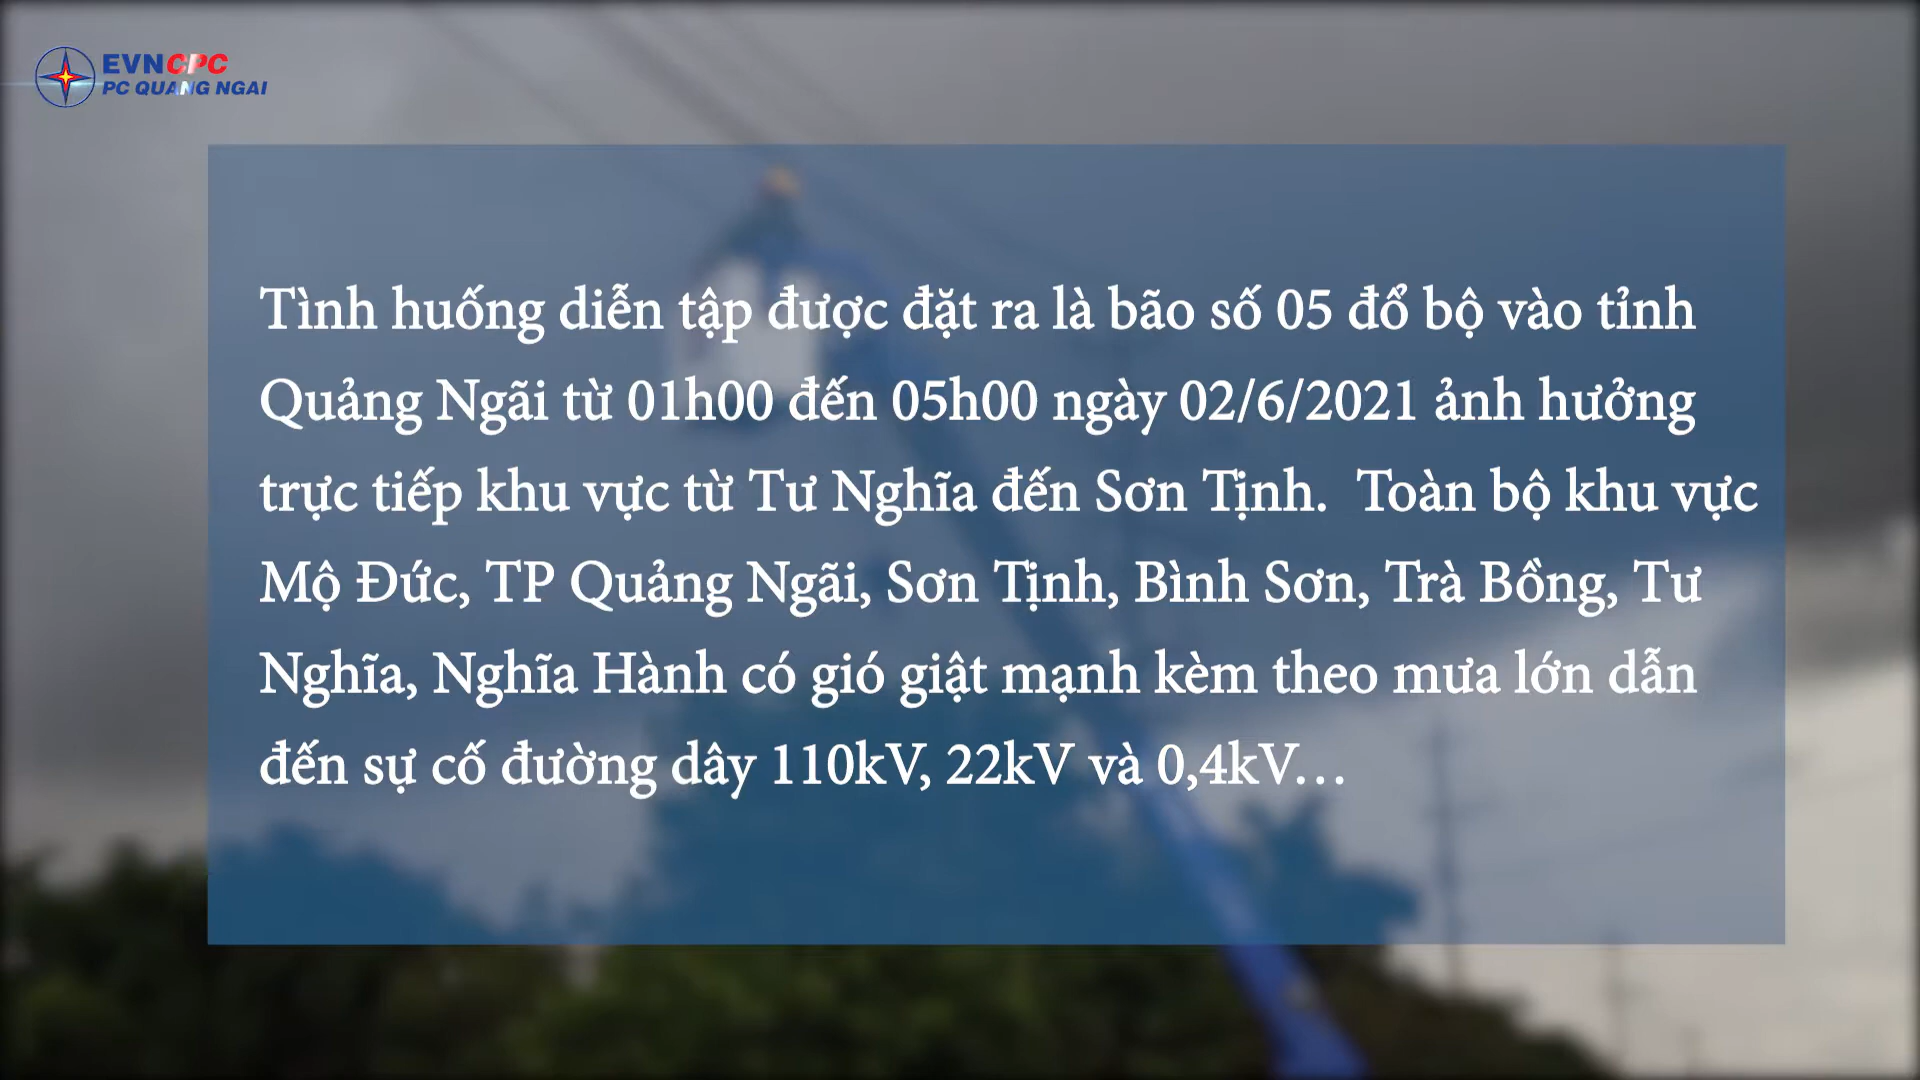 EVNCPC
PC QUANG NGAI
Tình huống diễn tập được đặt ra là bão số 05 đổ bộ vào tỉnh
Quảng Ngãi từ 01h00 đến 05h00 ngày 02/6/2021 ảnh hưởng
trực tiếp khu vực từ Tư Nghĩa đến Sơn Tịnh. Toàn bộ khu vực
Mộ Đức, TP Quảng Ngãi, Sơn Tịnh, Bình Sơn, Trà Bồng, Tư
Nghĩa, Nghĩa Hành có gió giật mạnh kèm theo mưa lớn dẫn
đến sự cố đường dây 110kV, 22kV và 0,4kV…